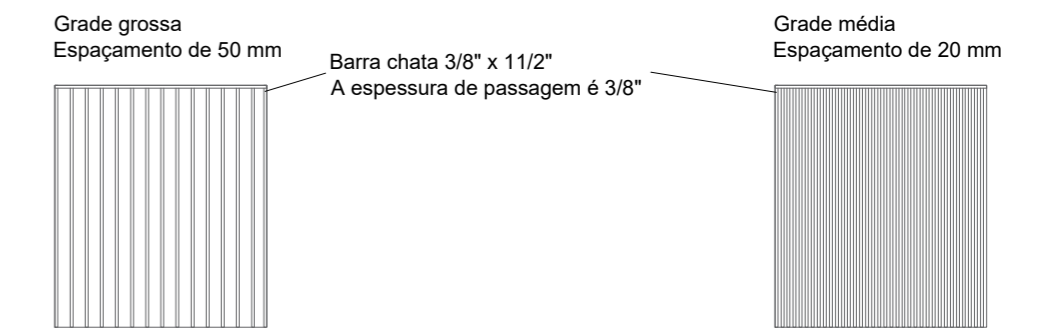 Grade grossa
Espaçamento de 50 mm
Barra chata 3/8" x 11/2"
A espessura de passagem é 3/8"
Grade média
Espaçamento de 20 mm